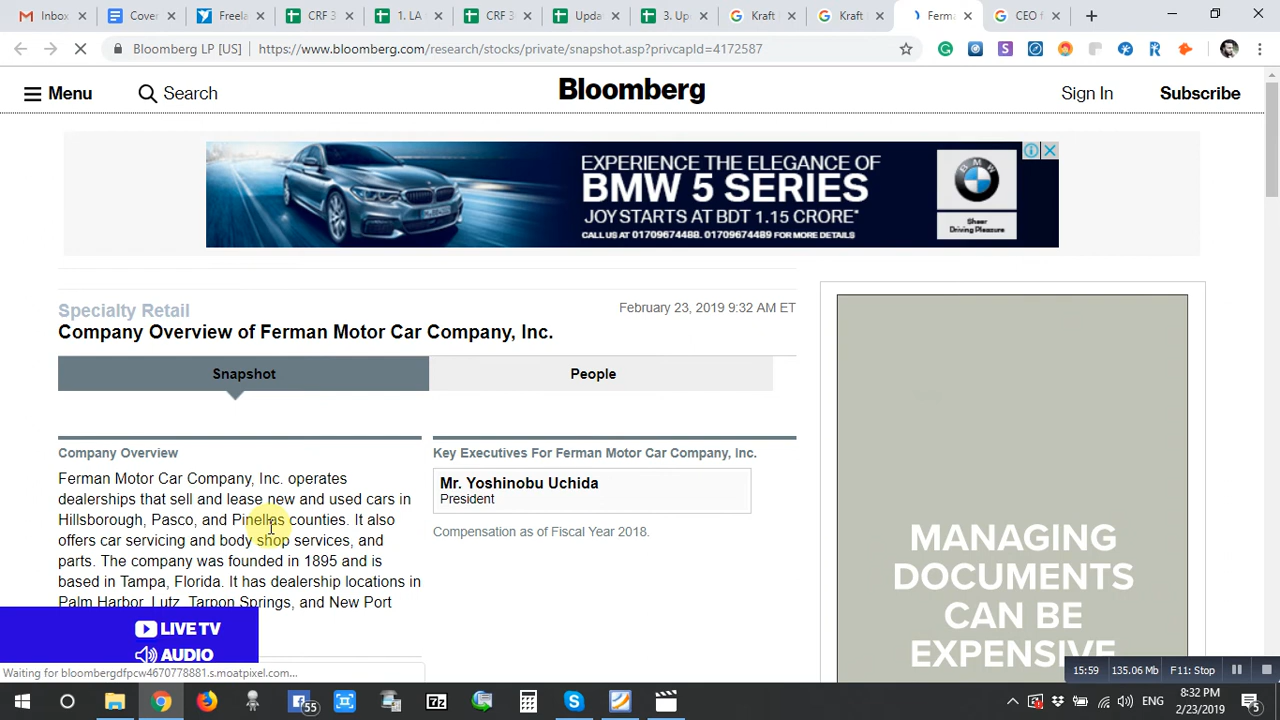 Inbox
Cover
Freela
CRF 3
1. LA
CRF 3
Upda
3. Up
Kraft
Kraft
Ferma
CEO f
Bloomberg LP [US]
https://www.bloomberg.com/research/stocks/private/snapshot.asp?privcapId=4172587
Menu
Search
Bloomberg
Sign In
Subscribe
EXPERIENCE THE ELEGANCE OF
BMW 5 SERIES
JOY STARTS AT BDT 1.15 CRORE*
CALL US AT 01709674488, 01709674489 FOR MORE DETAILS
Sheer
Driving Pleasure
Specialty Retail
February 23, 2019 9:32 AM ET
Company Overview of Ferman Motor Car Company, Inc.
Snapshot
People
Company Overview
Ferman Motor Car Company, Inc. operates
dealerships that sell and lease new and used cars in
Hillsborough, Pasco, and Pinellas counties. It also
offers car servicing and body shop services, and
parts. The company was founded in 1895 and is
based in Tampa, Florida. It has dealership locations in
Palm Harbor, Lutz, Tarpon Springs, and New Port
Key Executives For Ferman Motor Car Company, Inc.
Mr. Yoshinobu Uchida
President
Compensation as of Fiscal Year 2018.
MANAGING
DOCUMENTS
CAN BE
EXPENSIVE
LIVE TV
AUDIO
Waiting for bloombergdfpcw4670778881.s.moatpixel.com...
15:59
135.06 Mb
F11: Stop
55
7z
ENG
8:32 PM
2/23/2019
5